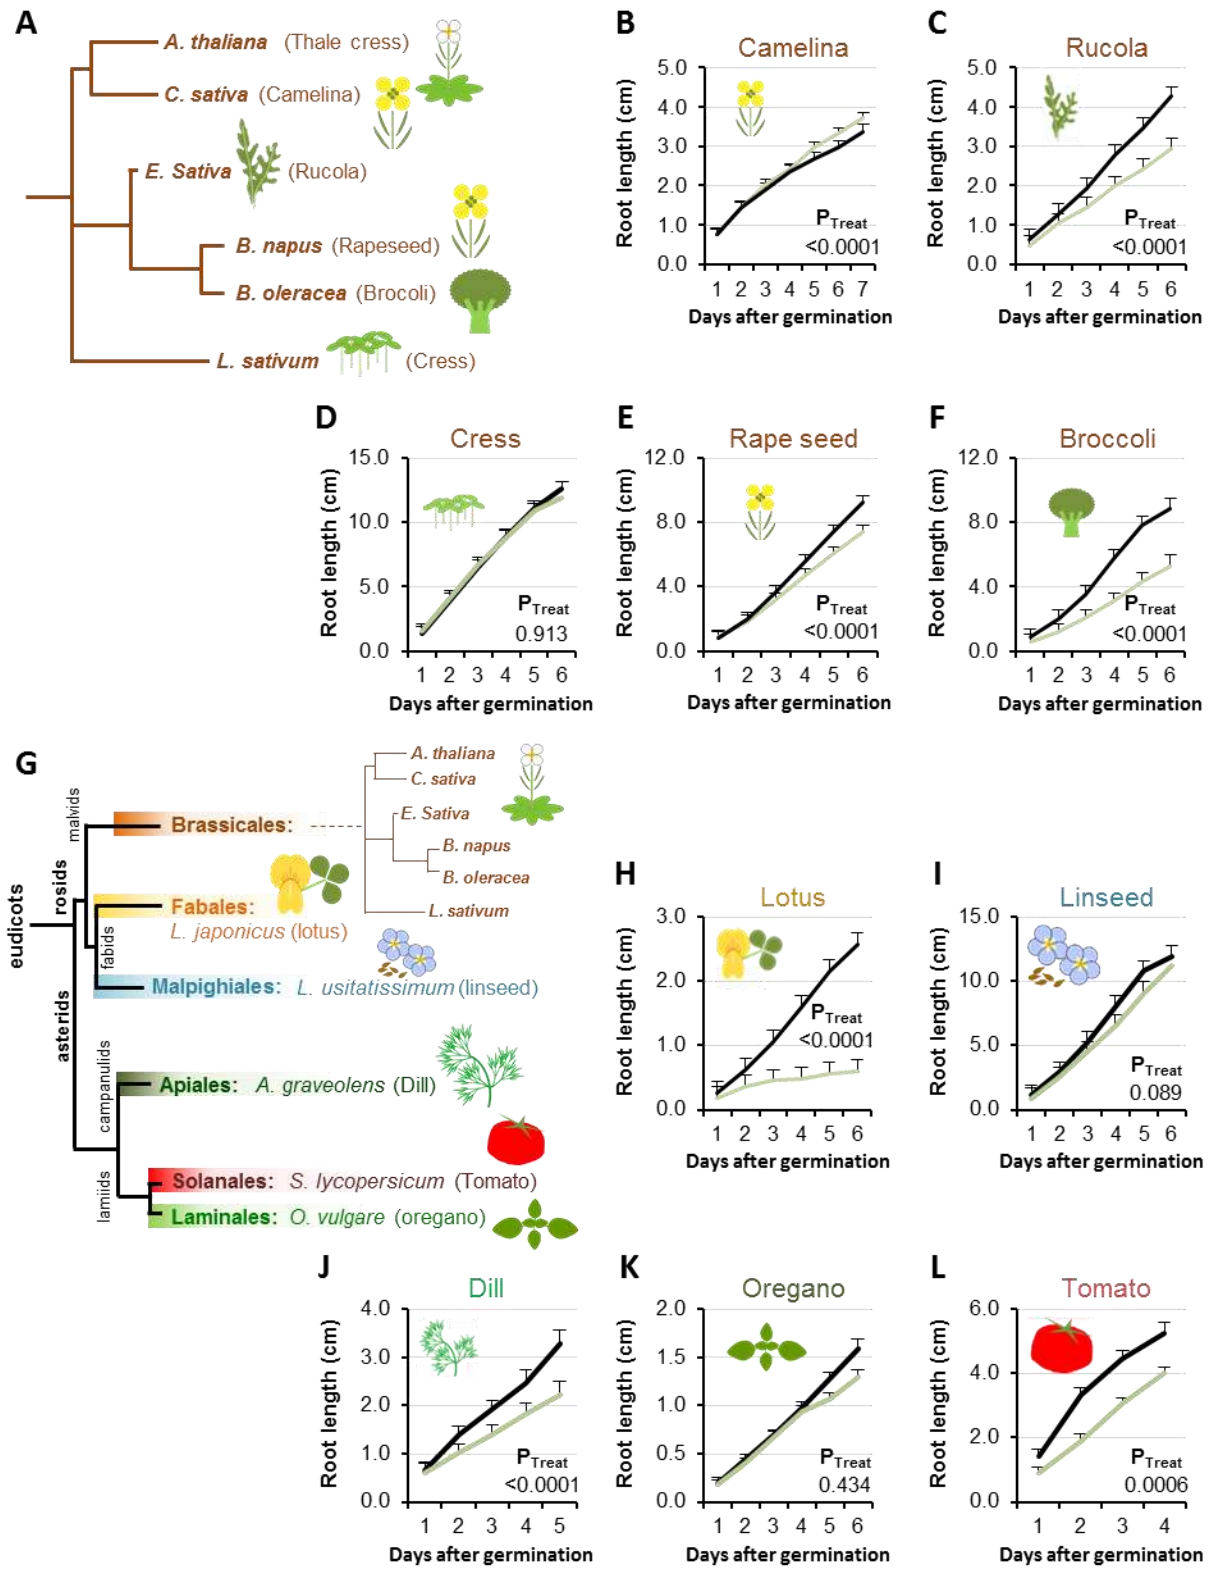 A
A. thaliana (Thale cress)
C. sativa (Camelina)
E. Sativa (Rucola)
B. napus (Rapeseed)
B. oleracea (Brocoli)
L. sativum (Cress)
B
Camelina
Root length (cm)
5.0
4.0
3.0
2.0
1.0
0.0
PTreat
<0.0001
1 2 3 4 5 6 7
Days after germination
C
Rucola
Root length (cm)
5.0
4.0
3.0
2.0
1.0
0.0
PTreat
<0.0001
1 2 3 4 5 6
Days after germination
D
Cress
Root length (cm)
15.0
10.0
5.0
0.0
PTreat
0.913
1 2 3 4 5 6
Days after germination
E
Rape seed
Root length (cm)
12.0
8.0
4.0
0.0
PTreat
<0.0001
1 2 3 4 5 6
Days after germination
F
Broccoli
Root length (cm)
12.0
8.0
4.0
0.0
PTreat
<0.0001
1 2 3 4 5 6
Days after germination
G
eudicots
rosids
asterids
malvids
fabids
campanulids
lamiids
Brassicales:
A. thaliana
C. sativa
E. Sativa
B. napus
B. oleracea
L. sativum
Fabales:
L. japonicus (lotus)
Malpighiales: L. usitatissimum (linseed)
Apiales: A. graveolens (Dill)
Solanales: S. lycopersicum (Tomato)
Laminales: O. vulgare (oregano)
H
Lotus
Root length (cm)
3.0
2.0
1.0
0.0
PTreat
<0.0001
1 2 3 4 5 6
Days after germination
I
Linseed
Root length (cm)
15.0
10.0
5.0
0.0
PTreat
0.089
1 2 3 4 5 6
Days after germination
J
Dill
Root length (cm)
4.0
3.0
2.0
1.0
0.0
PTreat
<0.0001
1 2 3 4 5
Days after germination
K
Oregano
Root length (cm)
2.0
1.5
1.0
0.5
0.0
PTreat
0.434
1 2 3 4 5 6
Days after germination
L
Tomato
Root length (cm)
6.0
4.0
2.0
0.0
PTreat
0.0006
1 2 3 4
Days after germination